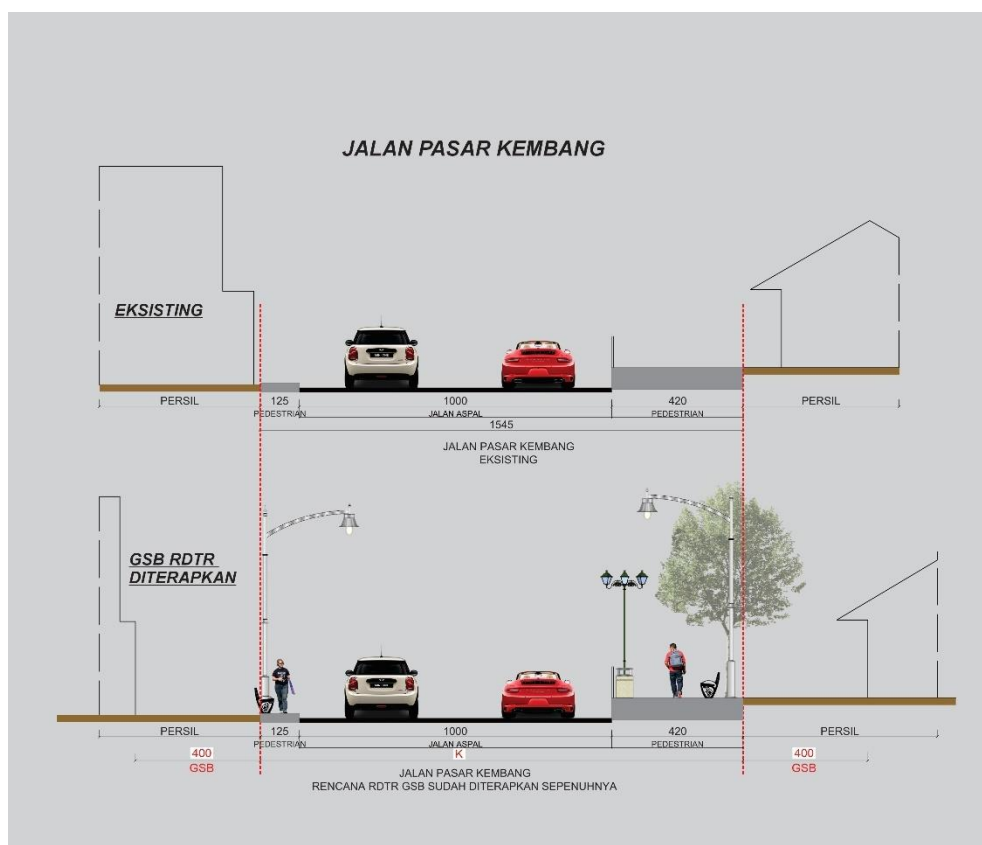 JALAN PASAR KEMBANG
EKSISTING
PERSIL 125 1000 420 PERSIL
PEDESTRIAN JALAN ASPAL PEDESTRIAN
1545
JALAN PASAR KEMBANG
EKSISTING
GSB RDTR
DITERAPKAN
PERSIL 125 1000 420 PERSIL
PEDESTRIAN JALAN ASPAL PEDESTRIAN
400 K 400
GSB GSB
JALAN PASAR KEMBANG
RENCANA RDTR GSB SUDAH DITERAPKAN SEPENUHNYA